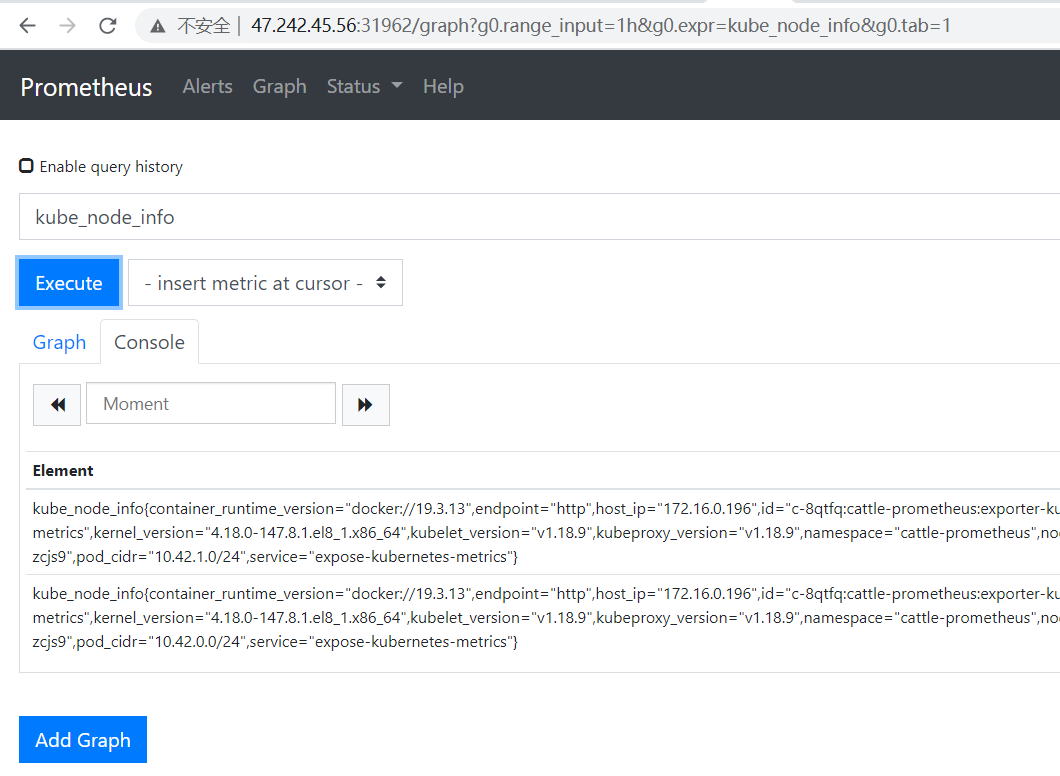 不安全 | 47.242.45.56:31962/graph?g0.range_input=1h&g0.expr=kube_node_info&g0.tab=1
Prometheus Alerts Graph Status Help
Enable query history
kube_node_info
Execute - insert metric at cursor -
Graph Console
Moment
Element
kube_node_info{container_runtime_version="docker://19.3.13",endpoint="http",host_ip="172.16.0.196",id="c-8qtfq:cattle-prometheus:exporter-ku
metrics",kernel_version="4.18.0-147.8.1.el8_1.x86_64",kubelet_version="v1.18.9",kubeproxy_version="v1.18.9",namespace="cattle-prometheus",no
zcjs9",pod_cidr="10.42.1.0/24",service="expose-kubernetes-metrics"}
kube_node_info{container_runtime_version="docker://19.3.13",endpoint="http",host_ip="172.16.0.196",id="c-8qtfq:cattle-prometheus:exporter-ku
metrics",kernel_version="4.18.0-147.8.1.el8_1.x86_64",kubelet_version="v1.18.9",kubeproxy_version="v1.18.9",namespace="cattle-prometheus",no
zcjs9",pod_cidr="10.42.0.0/24",service="expose-kubernetes-metrics"}
Add Graph